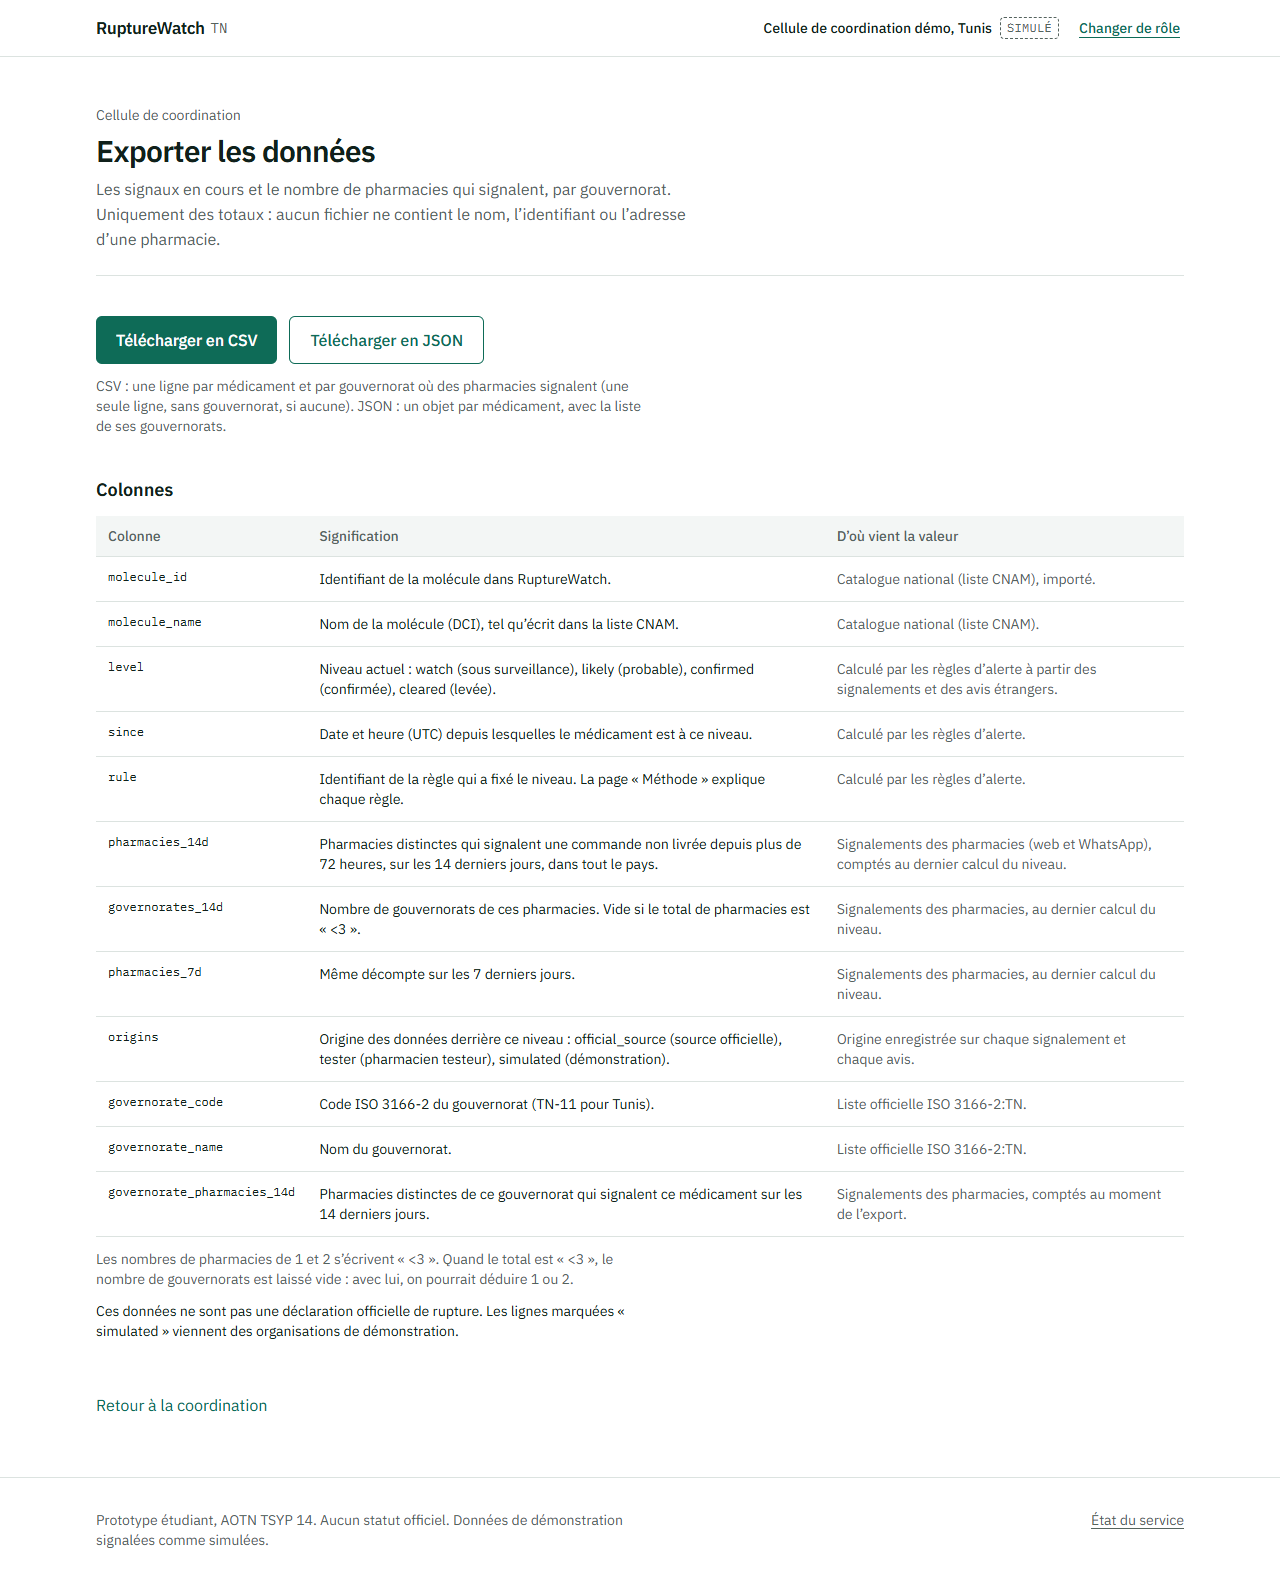 RuptureWatch TN
Cellule de coordination démo, Tunis SIMULÉ Changer de rôle
Cellule de coordination
Exporter les données
Les signaux en cours et le nombre de pharmacies qui signalent, par gouvernorat.
Uniquement des totaux : aucun fichier ne contient le nom, l’identifiant ou l’adresse
d’une pharmacie.
Télécharger en CSV
Télécharger en JSON
CSV : une ligne par médicament et par gouvernorat où des pharmacies signalent (une
seule ligne, sans gouvernorat, si aucune). JSON : un objet par médicament, avec la liste
de ses gouvernorats.
Colonnes
Colonne Signification D’où vient la valeur
molecule_id Identifiant de la molécule dans RuptureWatch. Catalogue national (liste CNAM), importé.
molecule_name Nom de la molécule (DCI), tel qu’écrit dans la liste CNAM. Catalogue national (liste CNAM).
level Niveau actuel : watch (sous surveillance), likely (probable), confirmed Calculé par les règles d’alerte à partir des
(confirmée), cleared (levée). signalements et des avis étrangers.
since Date et heure (UTC) depuis lesquelles le médicament est à ce niveau. Calculé par les règles d’alerte.
rule Identifiant de la règle qui a fixé le niveau. La page « Méthode » explique Calculé par les règles d’alerte.
chaque règle.
pharmacies_14d Pharmacies distinctes qui signalent une commande non livrée depuis plus de Signalements des pharmacies (web et WhatsApp),
72 heures, sur les 14 derniers jours, dans tout le pays. comptés au dernier calcul du niveau.
governorates_14d Nombre de gouvernorats de ces pharmacies. Vide si le total de pharmacies est Signalements des pharmacies, au dernier calcul du
« <3 ». niveau.
pharmacies_7d Même décompte sur les 7 derniers jours. Signalements des pharmacies, au dernier calcul du
niveau.
origins Origine des données derrière ce niveau : official_source (source officielle), Origine enregistrée sur chaque signalement et
tester (pharmacien testeur), simulated (démonstration). chaque avis.
governorate_code Code ISO 3166-2 du gouvernorat (TN-11 pour Tunis). Liste officielle ISO 3166-2:TN.
governorate_name Nom du gouvernorat. Liste officielle ISO 3166-2:TN.
governorate_pharmacies_14d Pharmacies distinctes de ce gouvernorat qui signalent ce médicament sur les Signalements des pharmacies, comptés au moment
14 derniers jours. de l’export.
Les nombres de pharmacies de 1 et 2 s’écrivent « <3 ». Quand le total est « <3 », le
nombre de gouvernorats est laissé vide : avec lui, on pourrait déduire 1 ou 2.
Ces données ne sont pas une déclaration officielle de rupture. Les lignes marquées «
simulated » viennent des organisations de démonstration.
Retour à la coordination
Prototype étudiant, AOTN TSYP 14. Aucun statut officiel. Données de démonstration
signalées comme simulées.
État du service